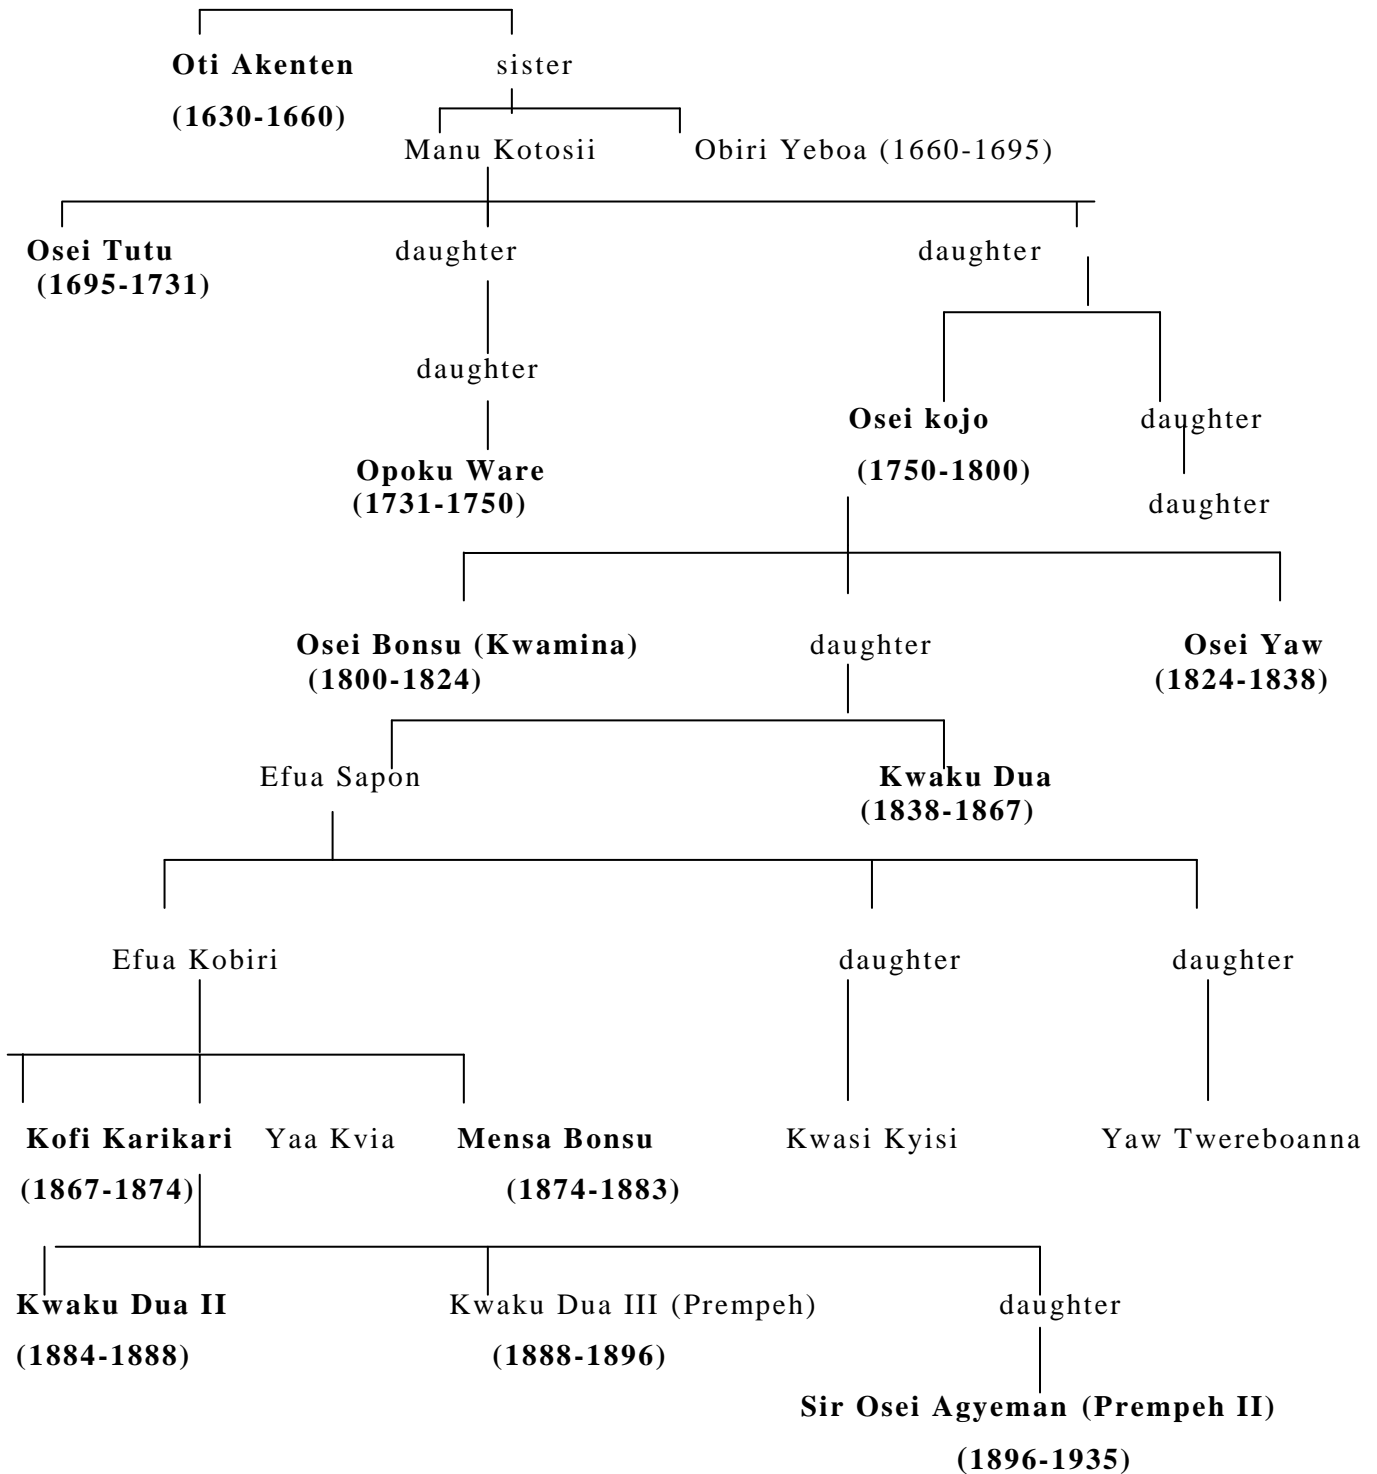 Oti Akenten sister
(1630-1660)
Manu Kotosii Obiri Yeboa (1660-1695)
Osei Tutu daughter daughter
(1695-1731)
daughter
Osei kojo daughter
Opoku Ware (1750-1800)
(1731-1750) daughter
Osei Bonsu (Kwamina) daughter Osei Yaw
(1800-1824) (1824-1838)
Efua Sapon Kwaku Dua
(1838-1867)
Efua Kobiri daughter daughter
Kofi Karikari Yaa Kvia Mensa Bonsu Kwasi Kyisi Yaw Twereboanna
(1867-1874) (1874-1883)
Kwaku Dua II Kwaku Dua III (Prempeh) daughter
(1884-1888) (1888-1896)
Sir Osei Agyeman (Prempeh II)
(1896-1935)